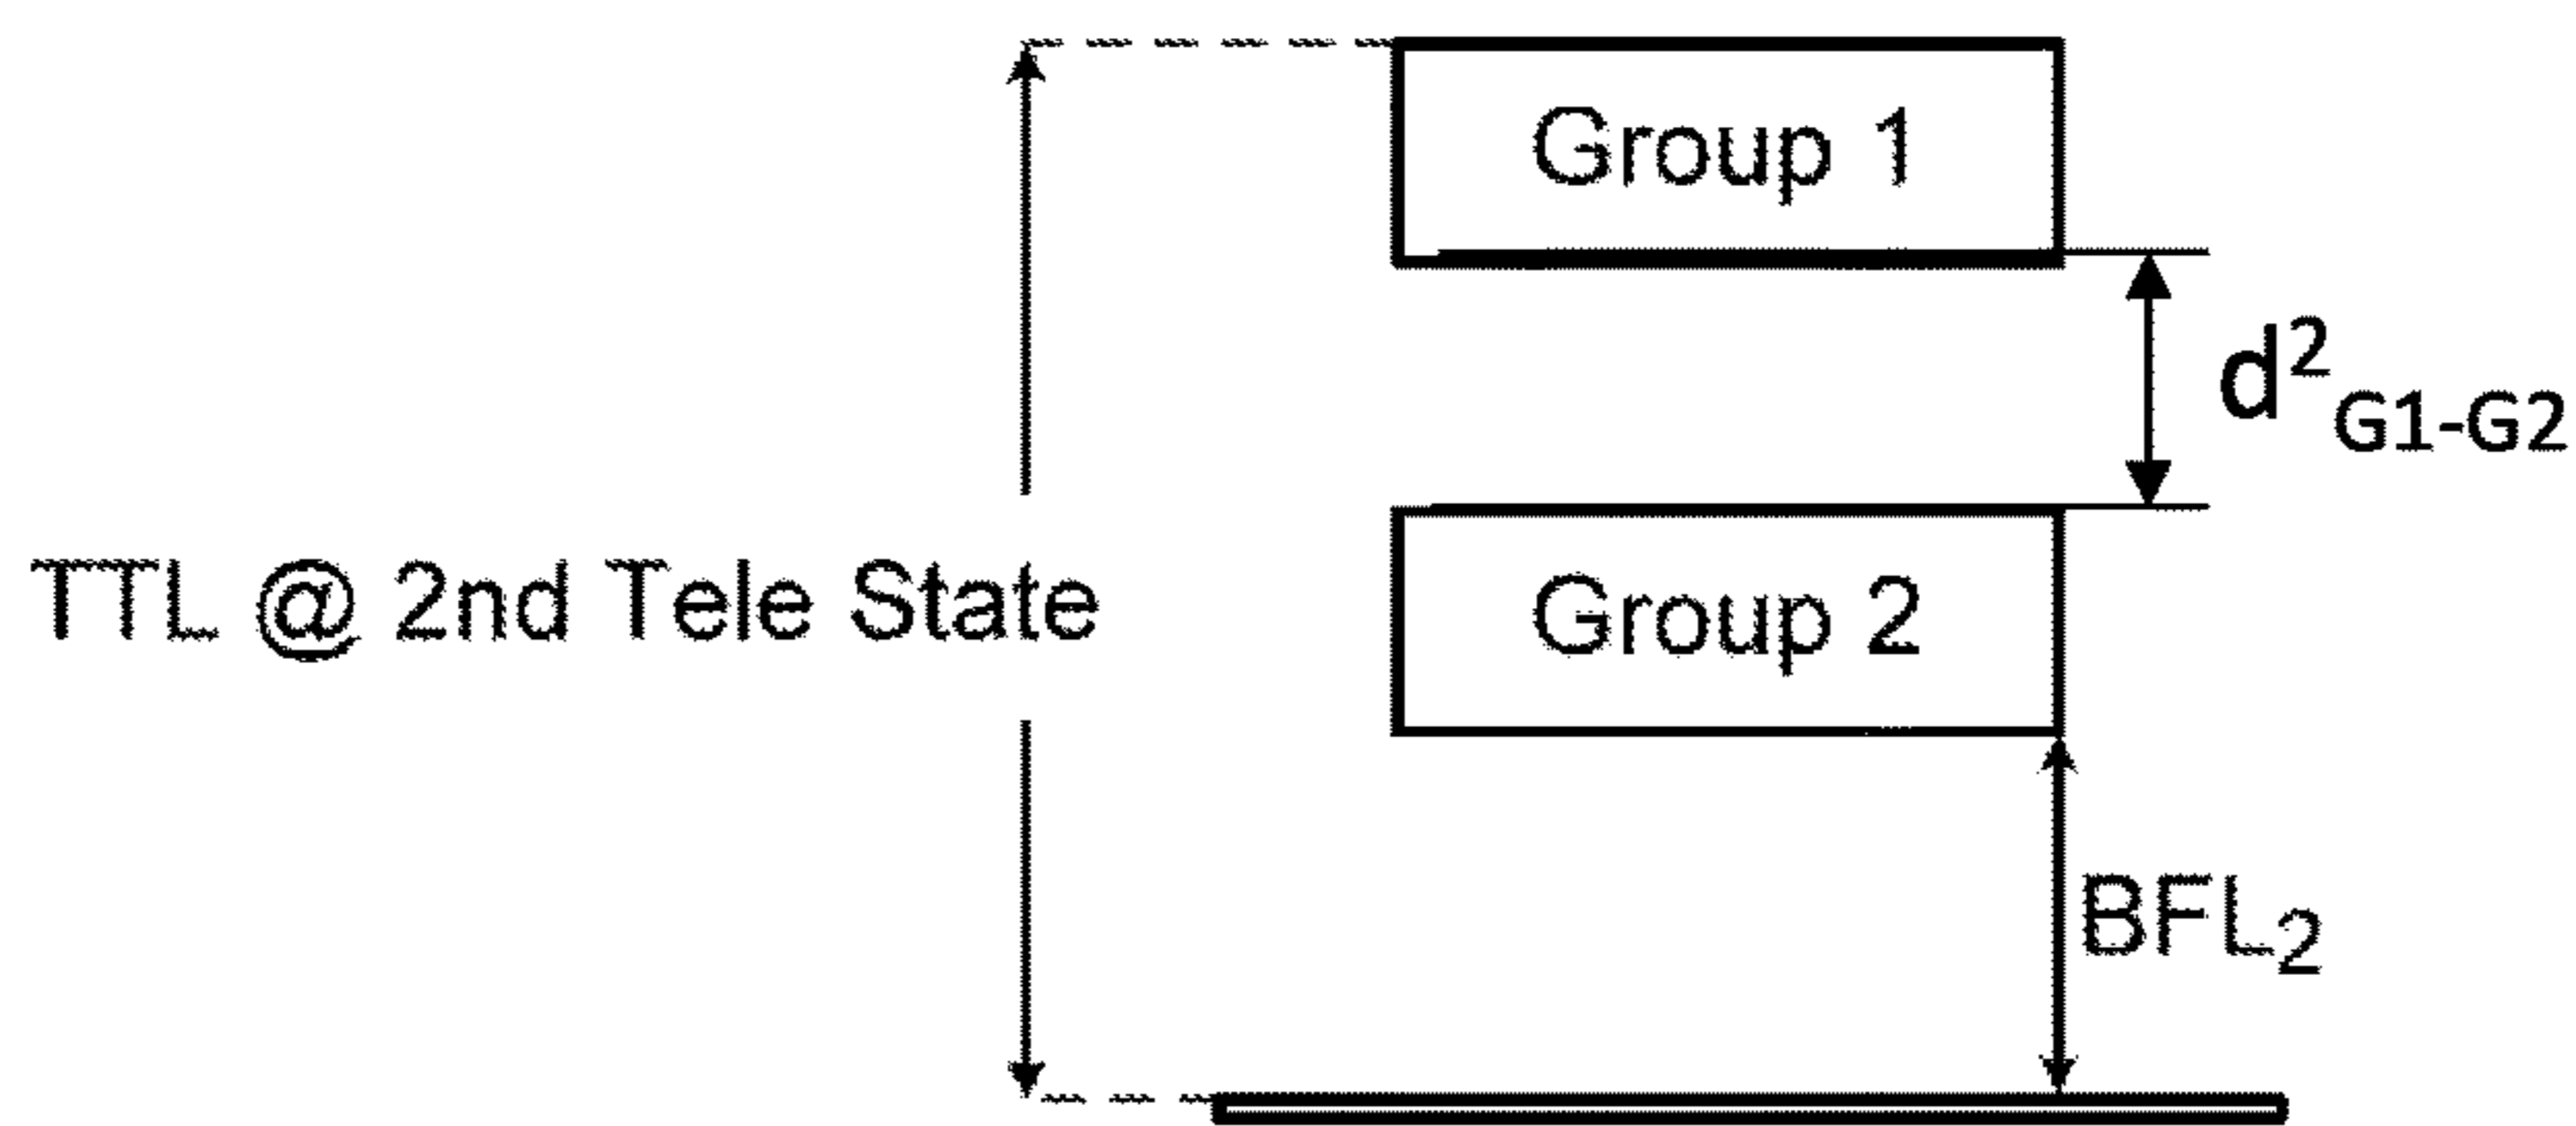 Group 1
d²G1-G2
TTL @ 2nd Tele State
Group 2
BFL₂